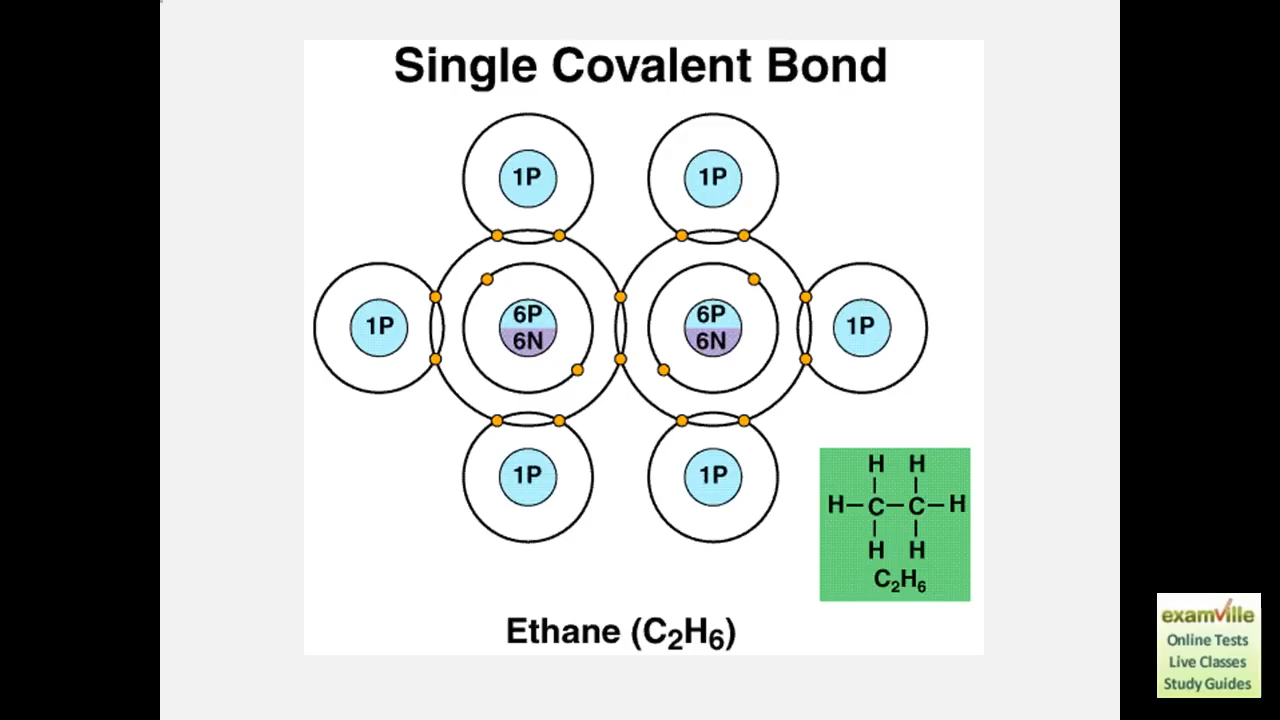 Single Covalent Bond
1P 1P
1P 6P 6P 1P
6N 6N
1P 1P
H H
H–C–C–H
H H
C₂H₆
Ethane (C₂H₆)
examville
Online Tests
Live Classes
Study Guides